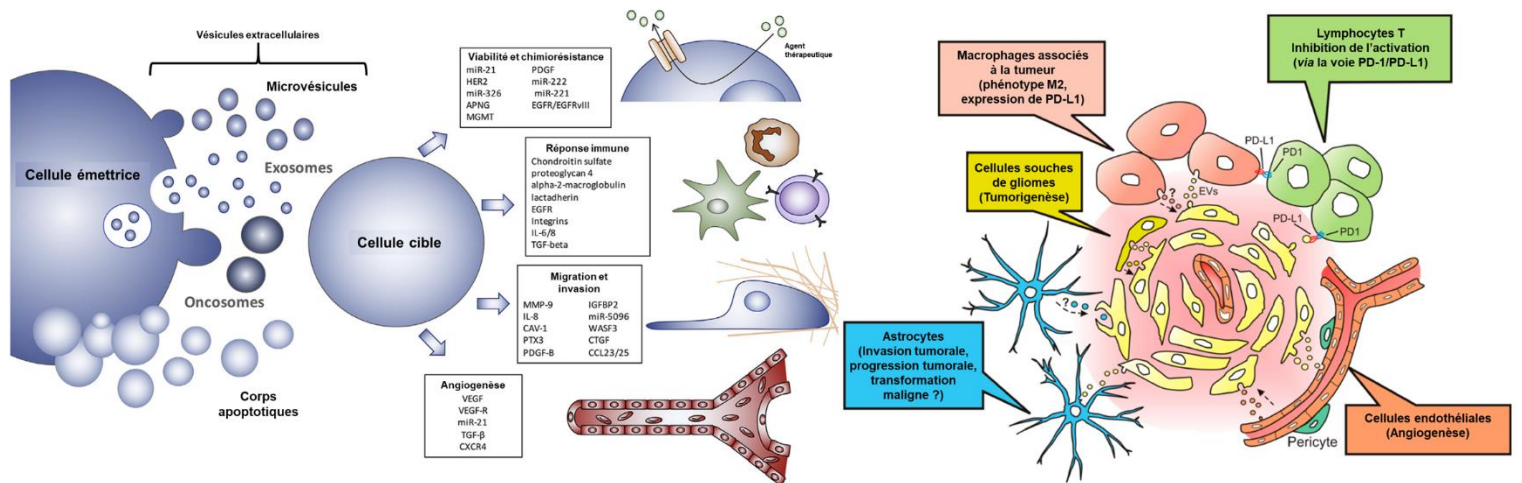 Vésicules extracellulaires
Microvésicules
Exosomes
Cellule émettrice
Oncosomes
Corps
apoptotiques
Cellule cible
Viabilité et chimiorésistance
miR-21 PDGF
HER2 miR-222
miR-326 miR-221
APNG EGFR/EGFRvIII
MGMT
Agent
thérapeutique
Réponse immune
Chondroitin sulfate
proteoglycan 4
alpha-2-macroglobulin
lactadherin
EGFR
Integrins
IL-6/8
TGF-beta
Migration et
invasion
MMP-9 IGFBP2
IL-8 miR-5096
CAV-1 WASF3
PTX3 CTGF
PDGF-B CCL23/25
Angiogenèse
VEGF
VEGF-R
miR-21
TGF-β
CXCR4
Macrophages associés
à la tumeur
(phénotype M2,
expression de PD-L1)
Lymphocytes T
Inhibition de l'activation
(via la voie PD-1/PD-L1)
Cellules souches
de gliomes
(Tumorigenèse)
PD-L1
PD1
?
EVs
PD-L1
PD1
?
Astrocytes
(Invasion tumorale,
progression tumorale,
transformation
maligne ?)
Cellules endothéliales
(Angiogenèse)
Pericyte